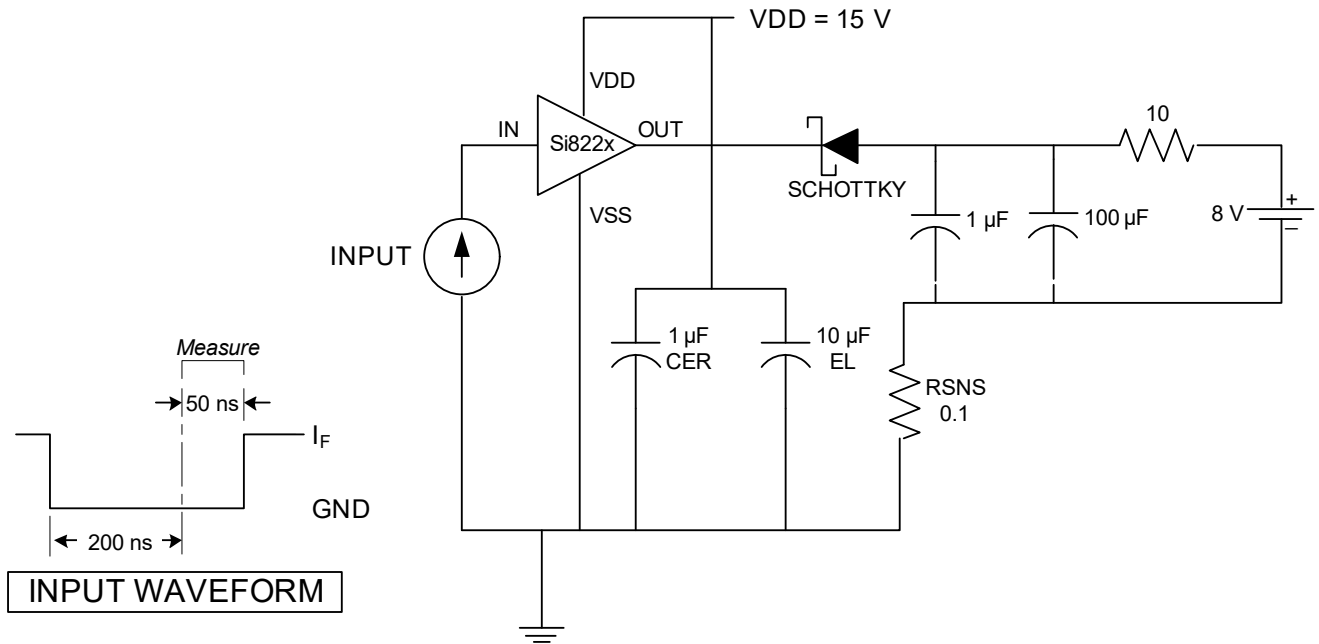 VDD = 15 V
VDD
10
IN
OUT
Si822x
SCHOTTKY
VSS
1 µF
100 µF
8 V
+
–
INPUT
1 µF
CER
10 µF
EL
RSNS
0.1
Measure
50 ns
IF
GND
200 ns
INPUT WAVEFORM